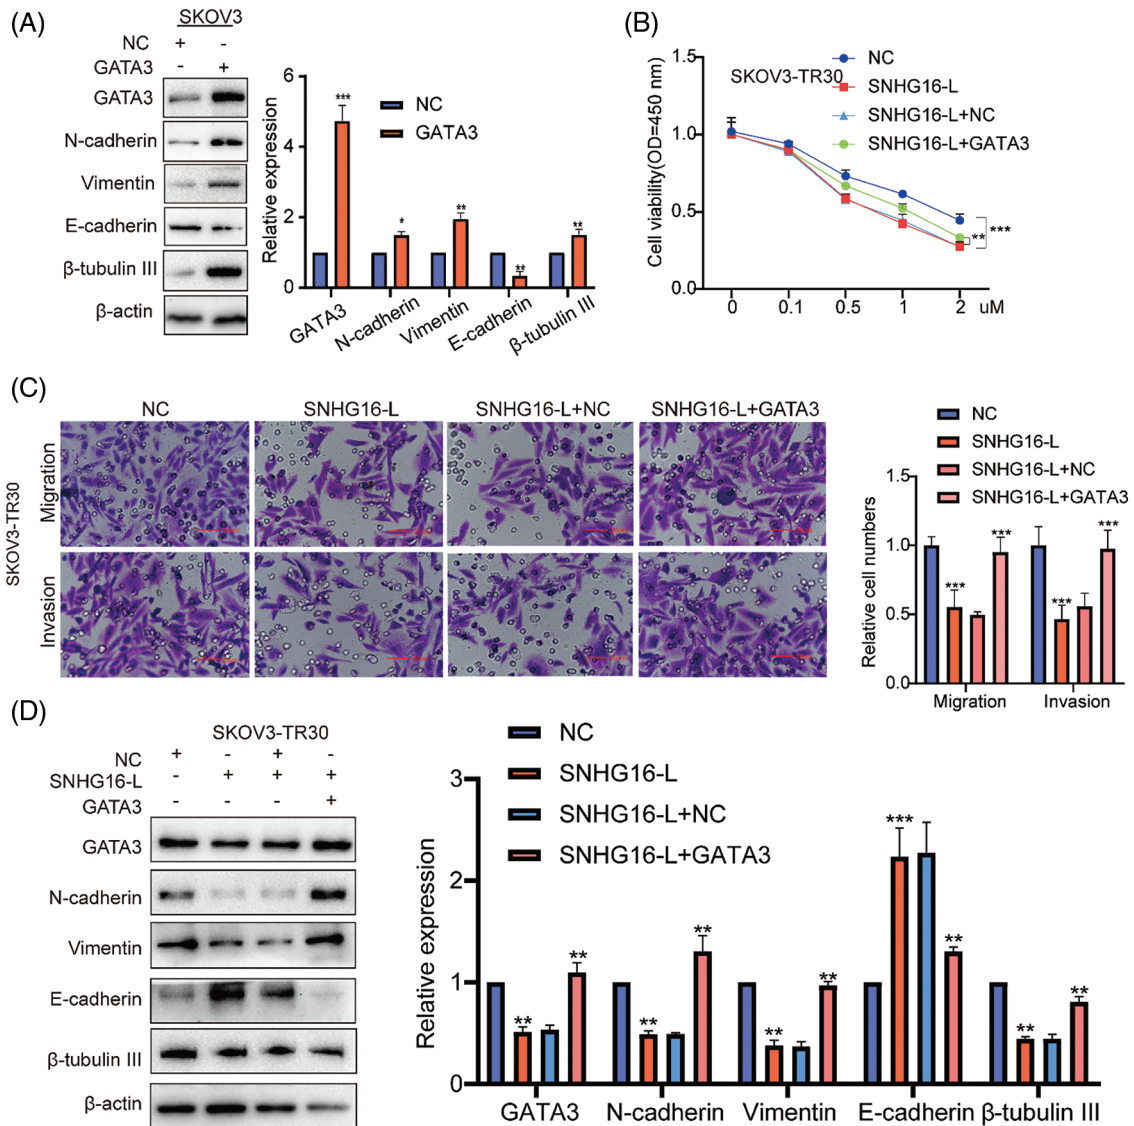 (A)
SKOV3
NC + -
GATA3 - +
GATA3
N-cadherin
Vimentin
E-cadherin
β-tubulin III
β-actin
Relative expression
6
4
2
0
NC
GATA3
***
*
**
**
**
GATA3
N-cadherin
Vimentin
E-cadherin
β-tubulin III
(B)
Cell viability(OD=450 nm)
1.5
1.0
0.5
0.0
SKOV3-TR30
NC
SNHG16-L
SNHG16-L+NC
SNHG16-L+GATA3
**
***
0 0.1 0.5 1 2 uM
(C)
NC SNHG16-L SNHG16-L+NC SNHG16-L+GATA3
SKOV3-TR30
Migration
Invasion
NC
SNHG16-L
SNHG16-L+NC
SNHG16-L+GATA3
Relative cell numbers
1.5
1.0
0.5
0.0
***
***
***
***
Migration Invasion
(D)
SKOV3-TR30
NC + - + -
SNHG16-L - + + +
GATA3 - - - +
GATA3
N-cadherin
Vimentin
E-cadherin
β-tubulin III
β-actin
NC
SNHG16-L
SNHG16-L+NC
SNHG16-L+GATA3
Relative expression
3
2
1
0
**
**
**
**
**
**
***
**
**
**
GATA3 N-cadherin Vimentin E-cadherin β-tubulin III